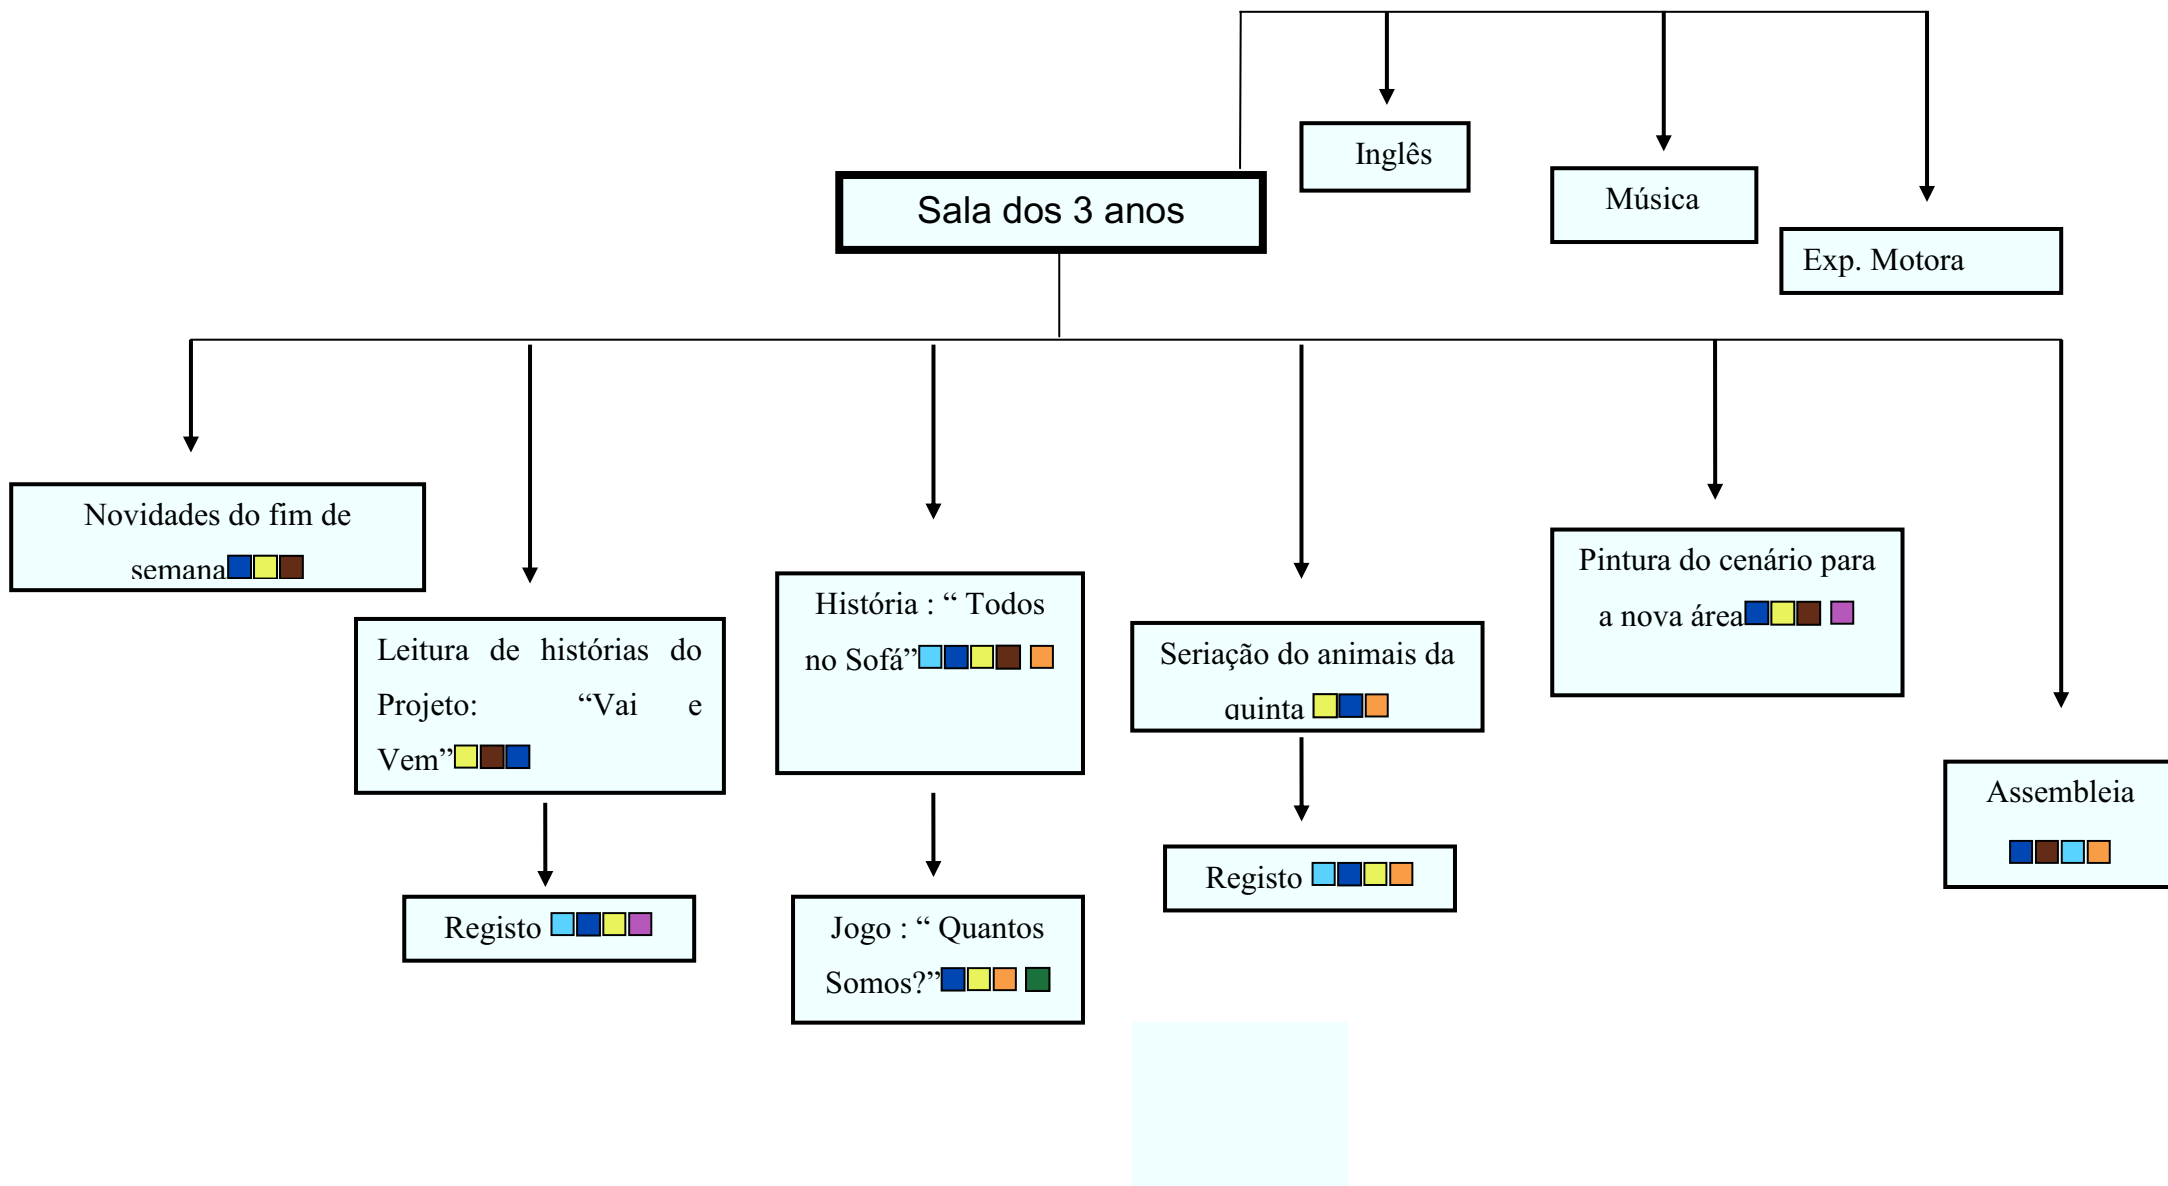 Inglês
Música
Sala dos 3 anos
Exp. Motora
Novidades do fim de
semana
Leitura de histórias do
Projeto: “Vai e
Vem”
Registo
História : “ Todos
no Sofá”
Jogo : “ Quantos
Somos?”
Seriação do animais da
quinta
Registo
Pintura do cenário para
a nova área
Assembleia